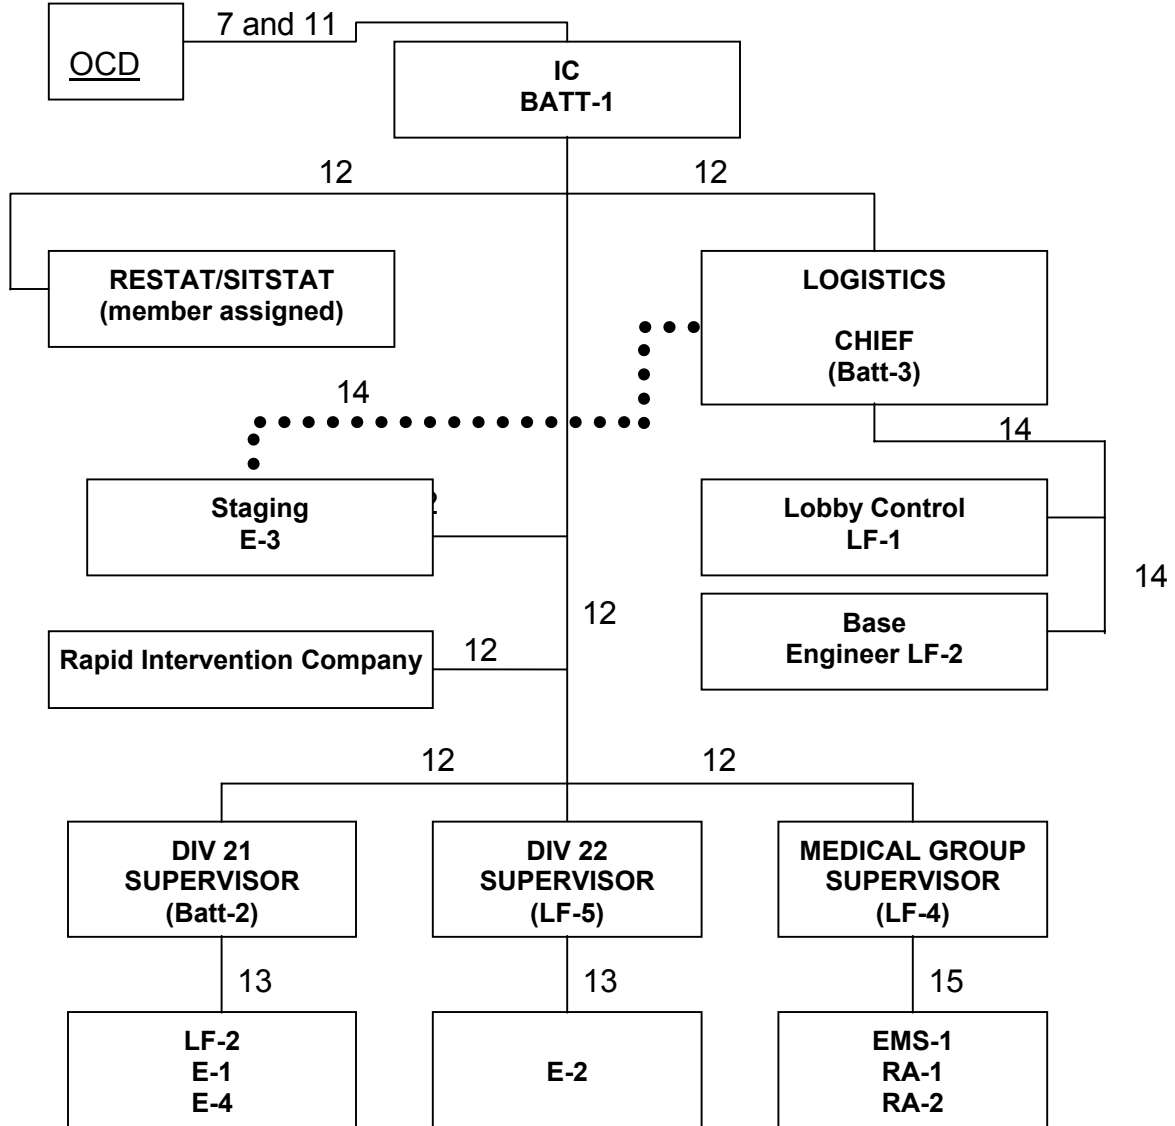 7 and 11
OCD
IC
BATT-1
12
12
RESTAT/SITSTAT
(member assigned)
LOGISTICS
CHIEF
(Batt-3)
14
14
Staging
E-3
Lobby Control
LF-1
14
Base
Engineer LF-2
12
Rapid Intervention Company
12
12
12
DIV 21
SUPERVISOR
(Batt-2)
DIV 22
SUPERVISOR
(LF-5)
MEDICAL GROUP
SUPERVISOR
(LF-4)
13
13
15
LF-2
E-1
E-4
E-2
EMS-1
RA-1
RA-2